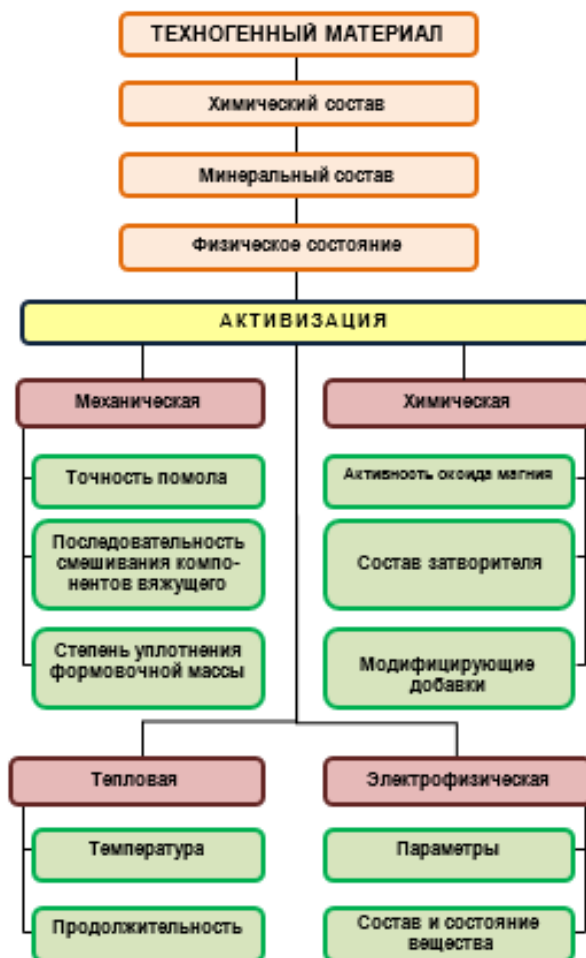 ТЕХНОГЕННЫЙ МАТЕРИАЛ
Химический состав
Минеральный состав
Физическое состояние
АКТИВИЗАЦИЯ
Механическая
Точность помола
Последовательность
смешивания компо-
нентов вяжущего
Степень уплотнения
формовочной массы
Химическая
Активность оксида магния
Состав затворителя
Модифицирующие
добавки
Тепловая
Температура
Продолжительность
Электрофизическая
Параметры
Состав и состояние
вещества